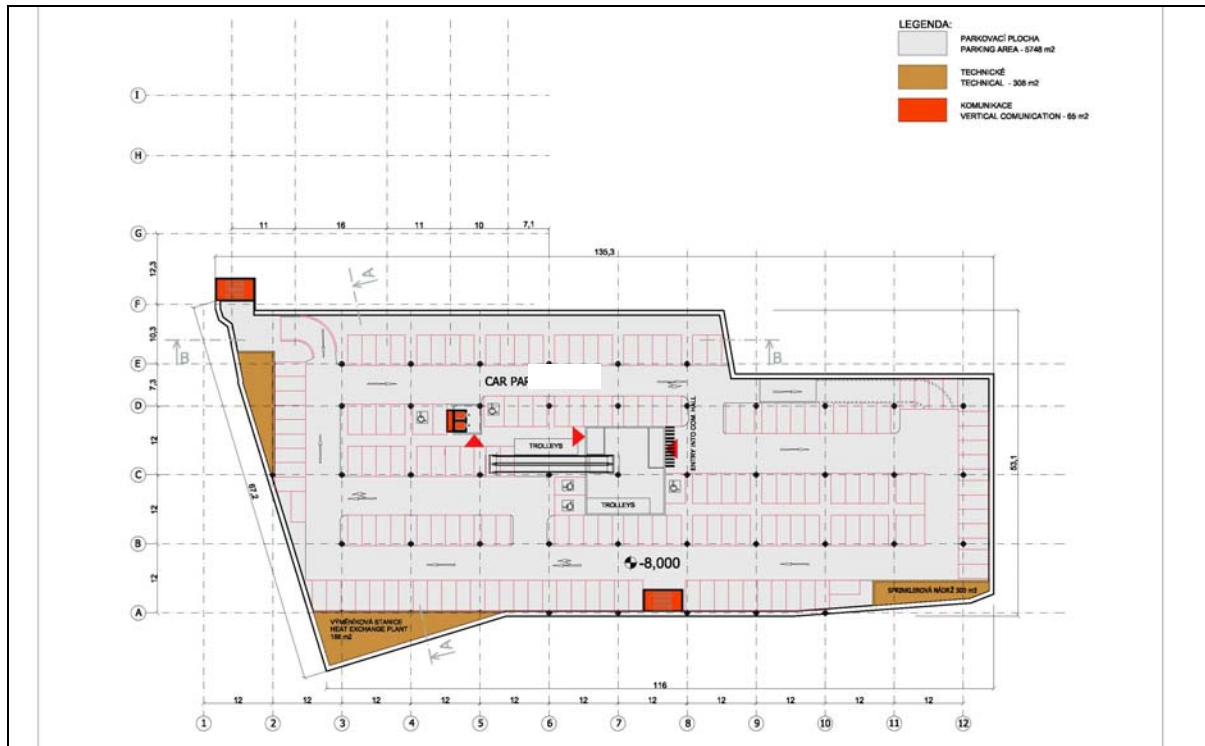 LEGENDA:
PARKOVACÍ PLOCHA
PARKING AREA - 5748 m2
TECHNICKÉ
TECHNICAL - 308 m2
KOMUNIKACE
VERTICAL COMUNICATION - 65 m2
I
H
G
11
16
11
10
7,1
135,3
12,3
A
F
10,3
B
B
E
7,3
CAR PAR
D
12
TROLLEYS
ENTRY INTO COM. HALL
C
67,2
53,1
12
TROLLEYS
B
-8,000
12
SPRINKLEROVÁ NÁDRŽ 300 m3
A
VÝMĚNÍKOVÁ STANICE
HEAT EXCHANGE PLANT
188 m2
A
116
12 12 12 12 12 12 12 12 12 12 12
1 2 3 4 5 6 7 8 9 10 11 12